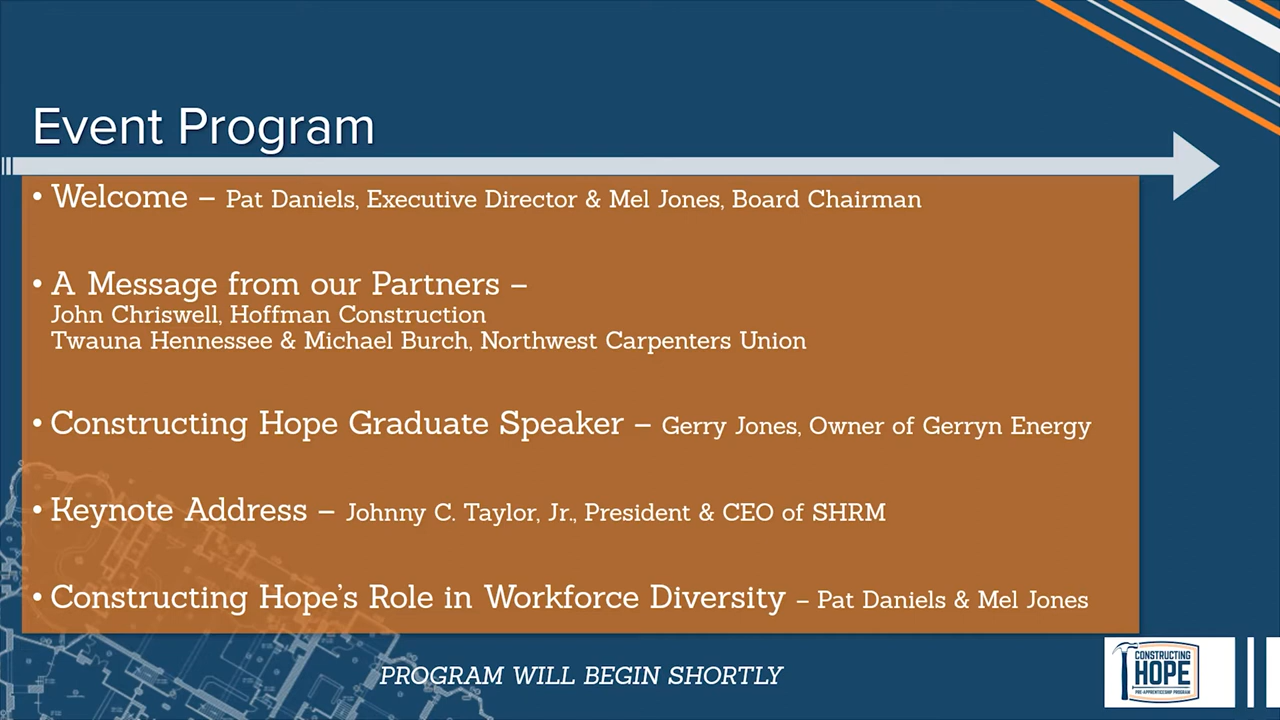 Event Program
• Welcome – Pat Daniels, Executive Director & Mel Jones, Board Chairman
• A Message from our Partners –
John Chriswell, Hoffman Construction
Twauna Hennessee & Michael Burch, Northwest Carpenters Union
• Constructing Hope Graduate Speaker – Gerry Jones, Owner of Gerryn Energy
• Keynote Address – Johnny C. Taylor, Jr., President & CEO of SHRM
• Constructing Hope’s Role in Workforce Diversity – Pat Daniels & Mel Jones
PROGRAM WILL BEGIN SHORTLY
CONSTRUCTING
HOPE
PRE-APPRENTICESHIP PROGRAM